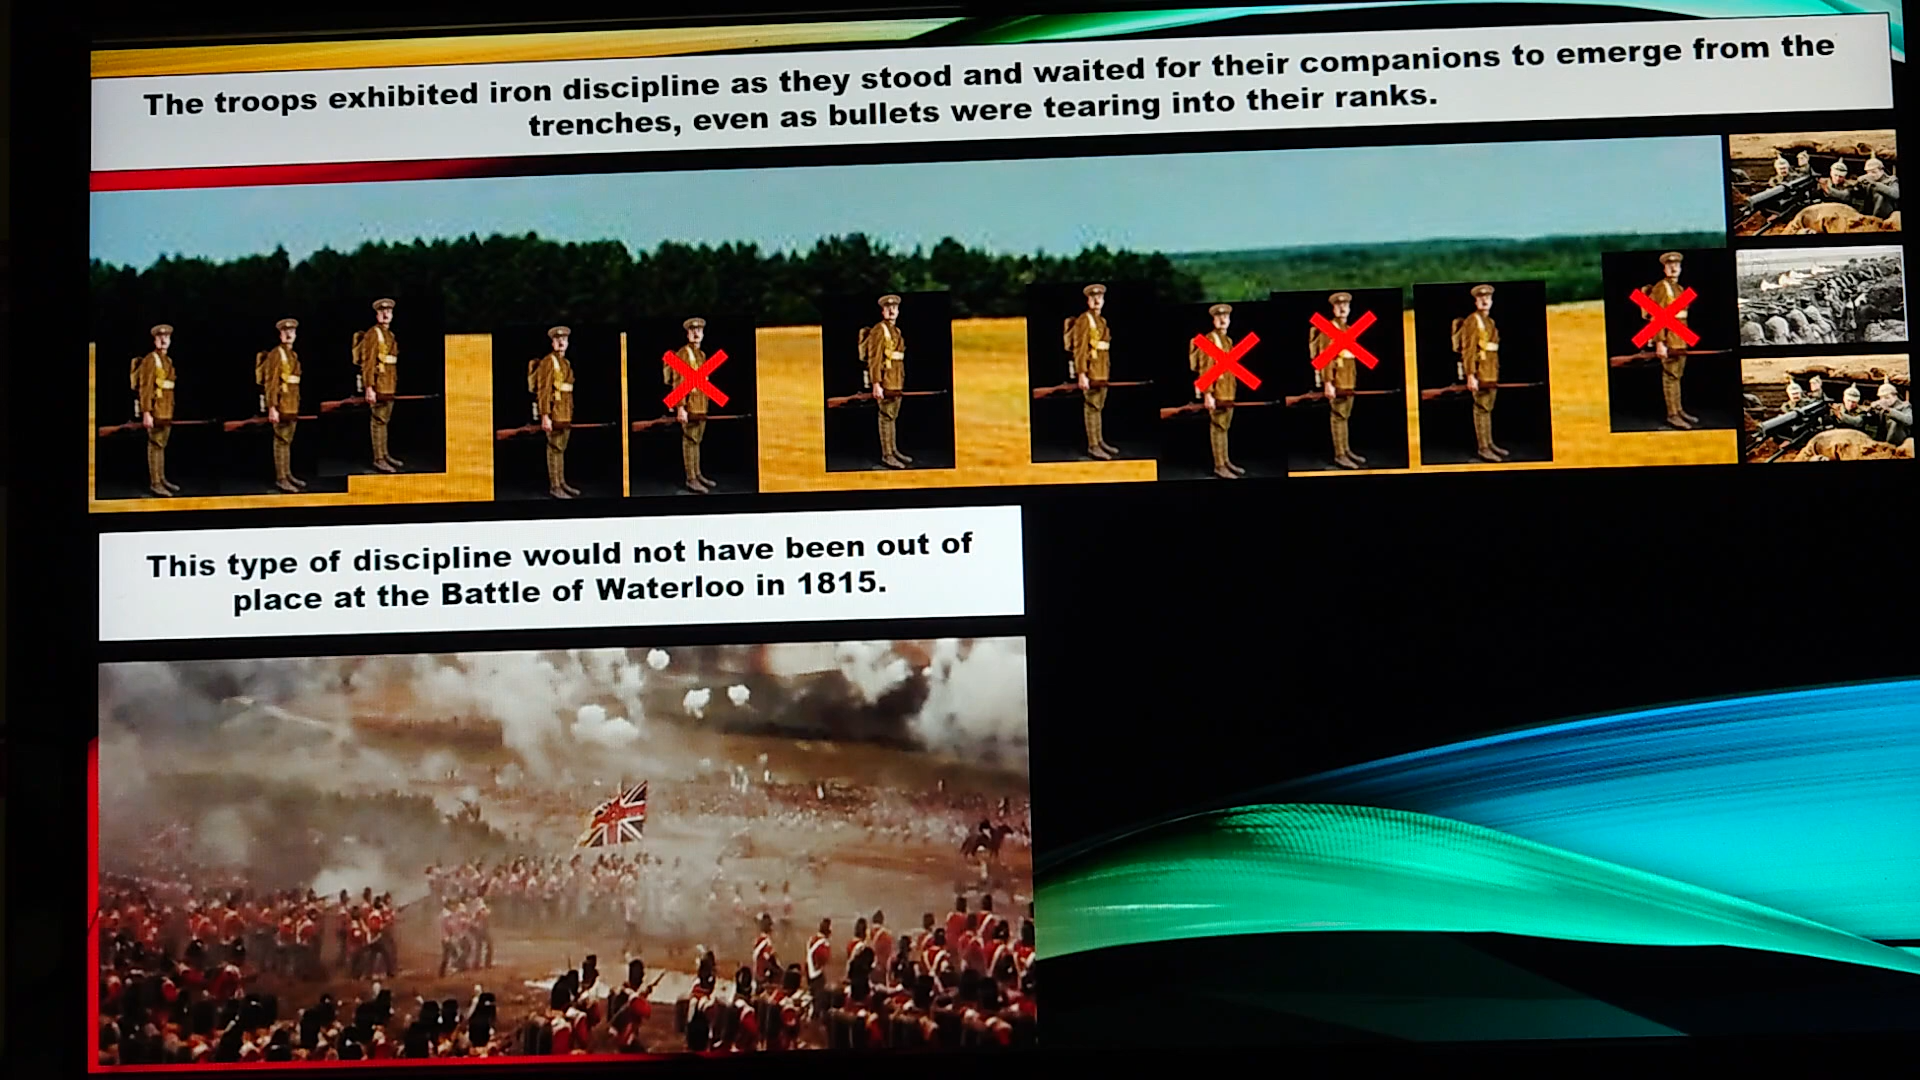 The troops exhibited iron discipline as they stood and waited for their companions to emerge from the
trenches, even as bullets were tearing into their ranks.
This type of discipline would not have been out of
place at the Battle of Waterloo in 1815.